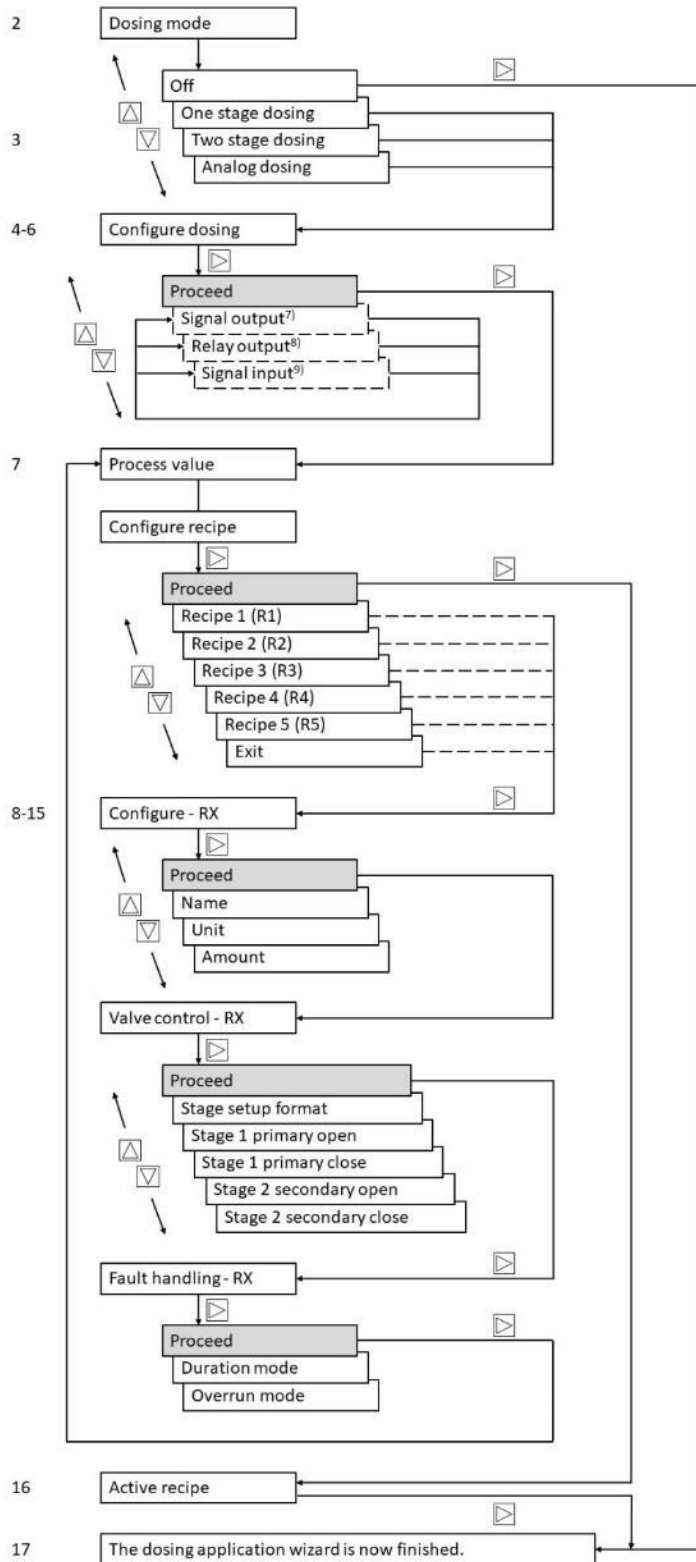 2
Dosing mode
Off
One stage dosing
3
Two stage dosing
Analog dosing
4-6
Configure dosing
Proceed
Signal output7)
Relay output8)
Signal input9)
7
Process value
Configure recipe
Proceed
Recipe 1 (R1)
Recipe 2 (R2)
Recipe 3 (R3)
Recipe 4 (R4)
Recipe 5 (R5)
Exit
8-15
Configure - RX
Proceed
Name
Unit
Amount
Valve control - RX
Proceed
Stage setup format
Stage 1 primary open
Stage 1 primary close
Stage 2 secondary open
Stage 2 secondary close
Fault handling - RX
Proceed
Duration mode
Overrun mode
16
Active recipe
17
The dosing application wizard is now finished.